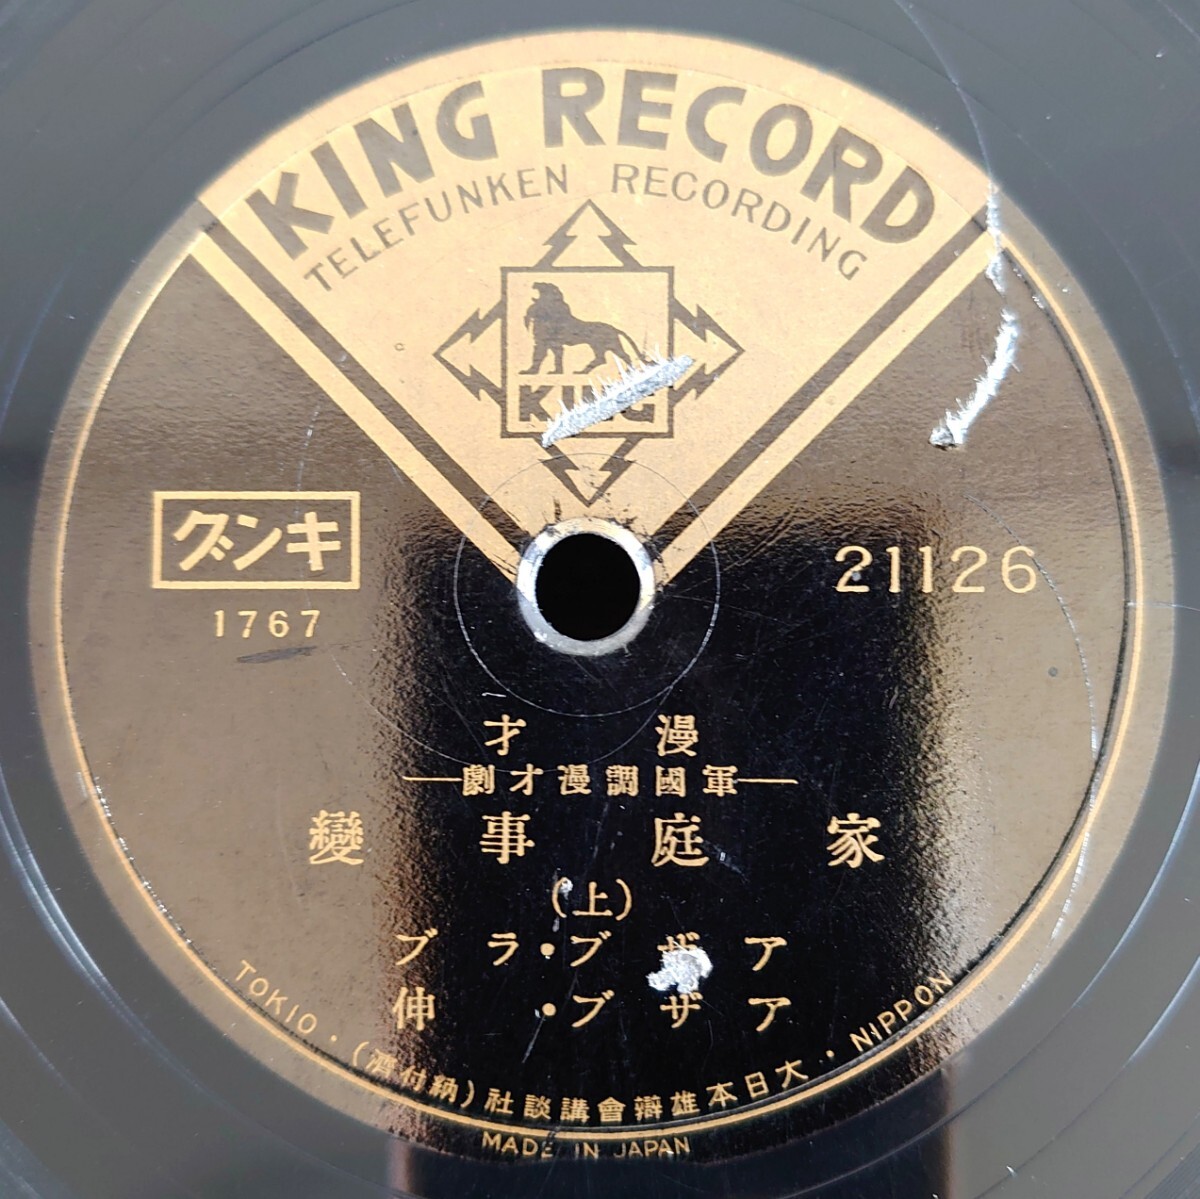 KING RECORD
TELEFUNKEN RECORDING
KING
キング
1767
21126
漫才
—軍國調漫才劇—
家庭事變
(上)
アザブ・ラブ
アザブ・伸
TOKIO・
大日本雄辯會講談社(納付濟)
・NIPPON
MADE IN JAPAN